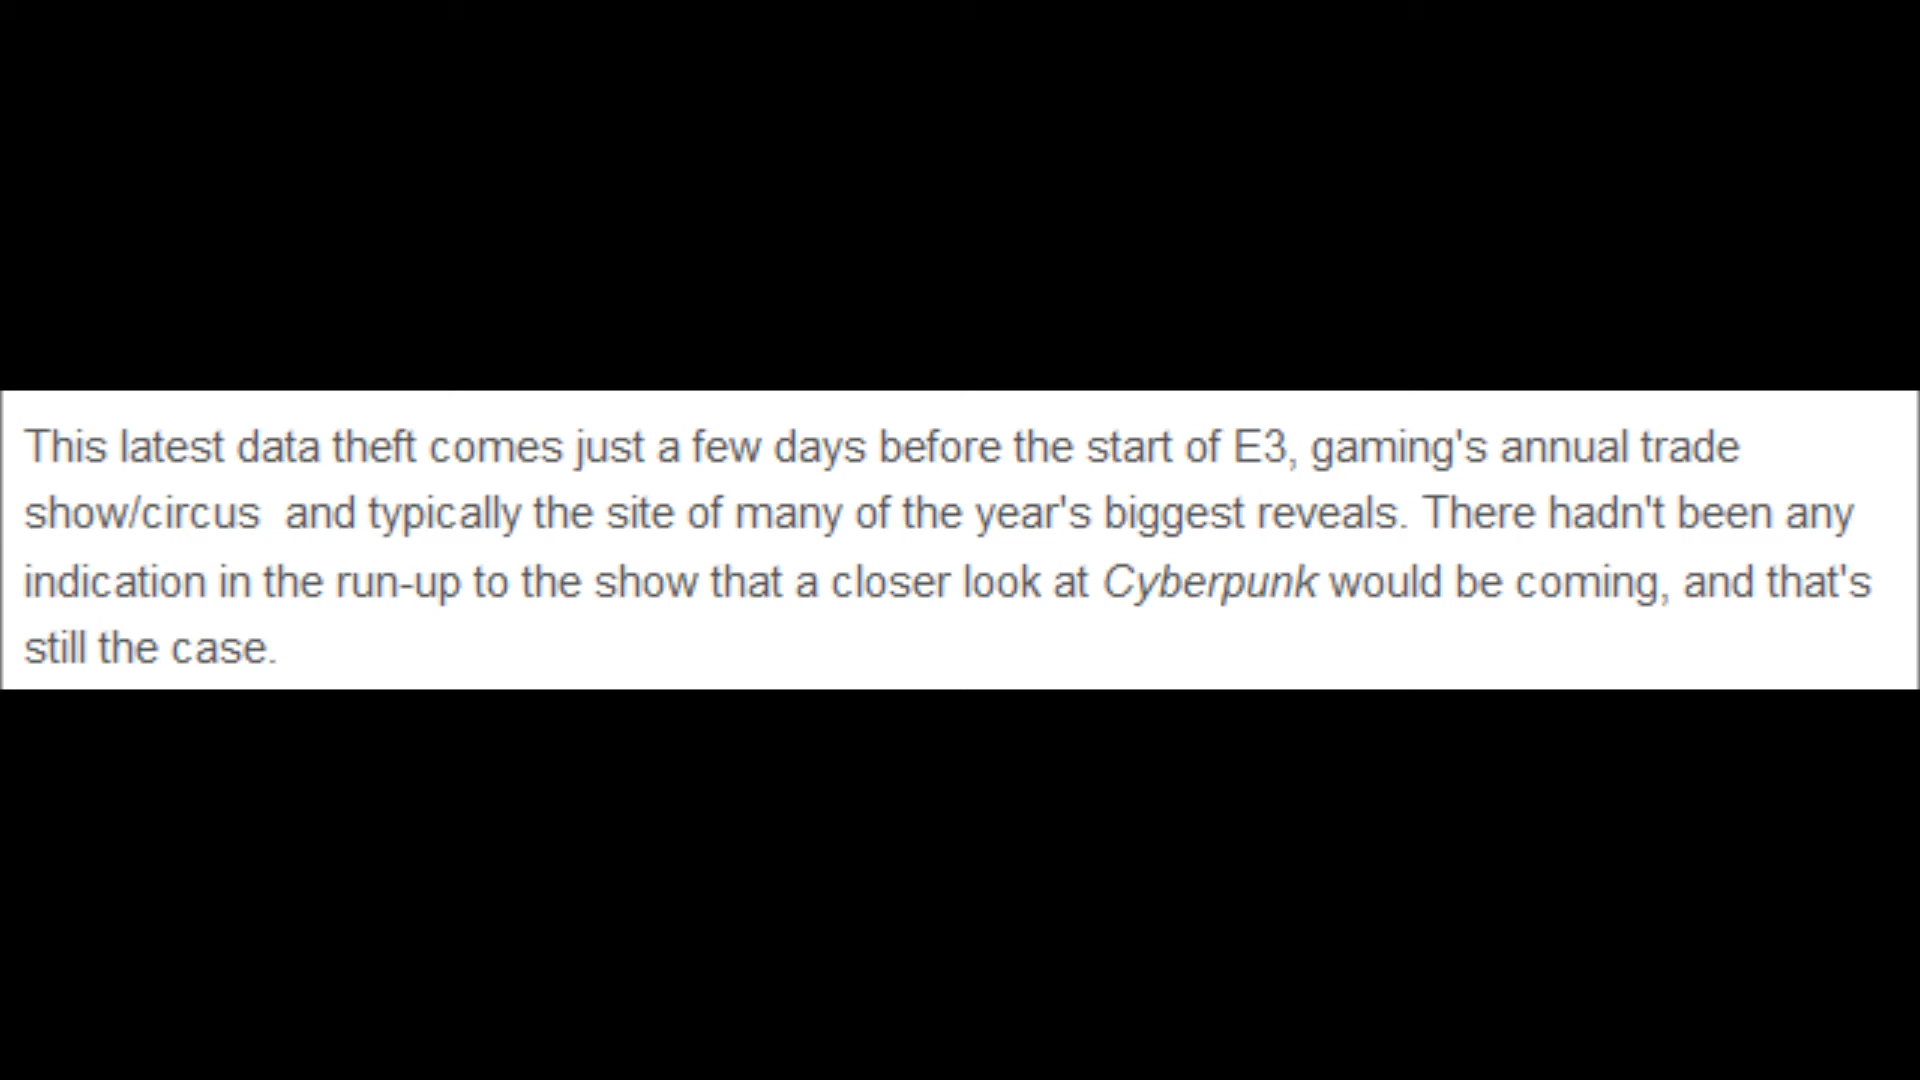 This latest data theft comes just a few days before the start of E3, gaming's annual trade
show/circus  and typically the site of many of the year's biggest reveals. There hadn't been any
indication in the run-up to the show that a closer look at Cyberpunk would be coming, and that's
still the case.